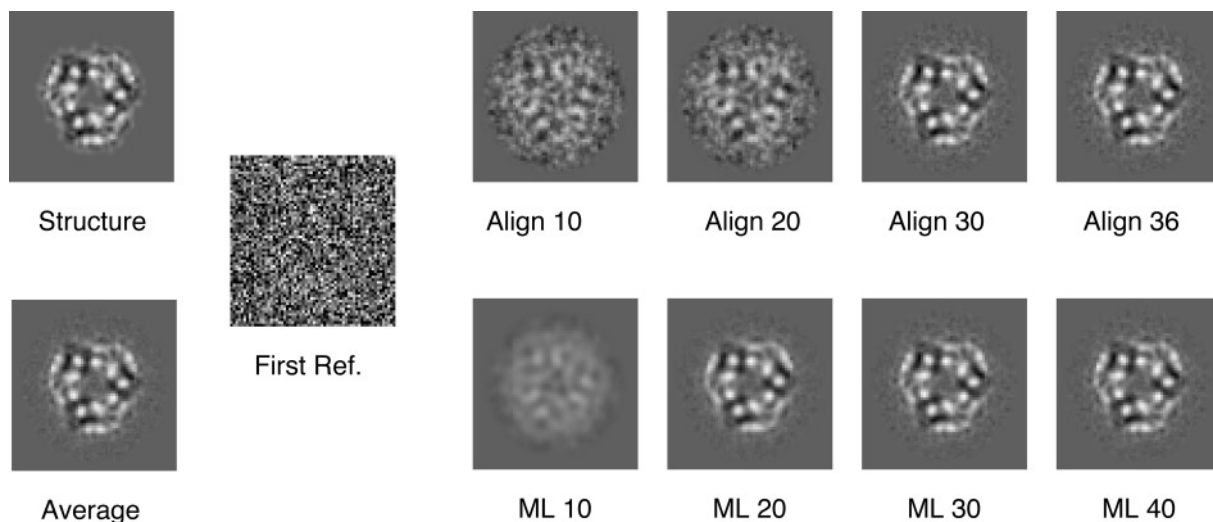 Structure
Align 10
Align 20
Align 30
Align 36
First Ref.
Average
ML 10
ML 20
ML 30
ML 40